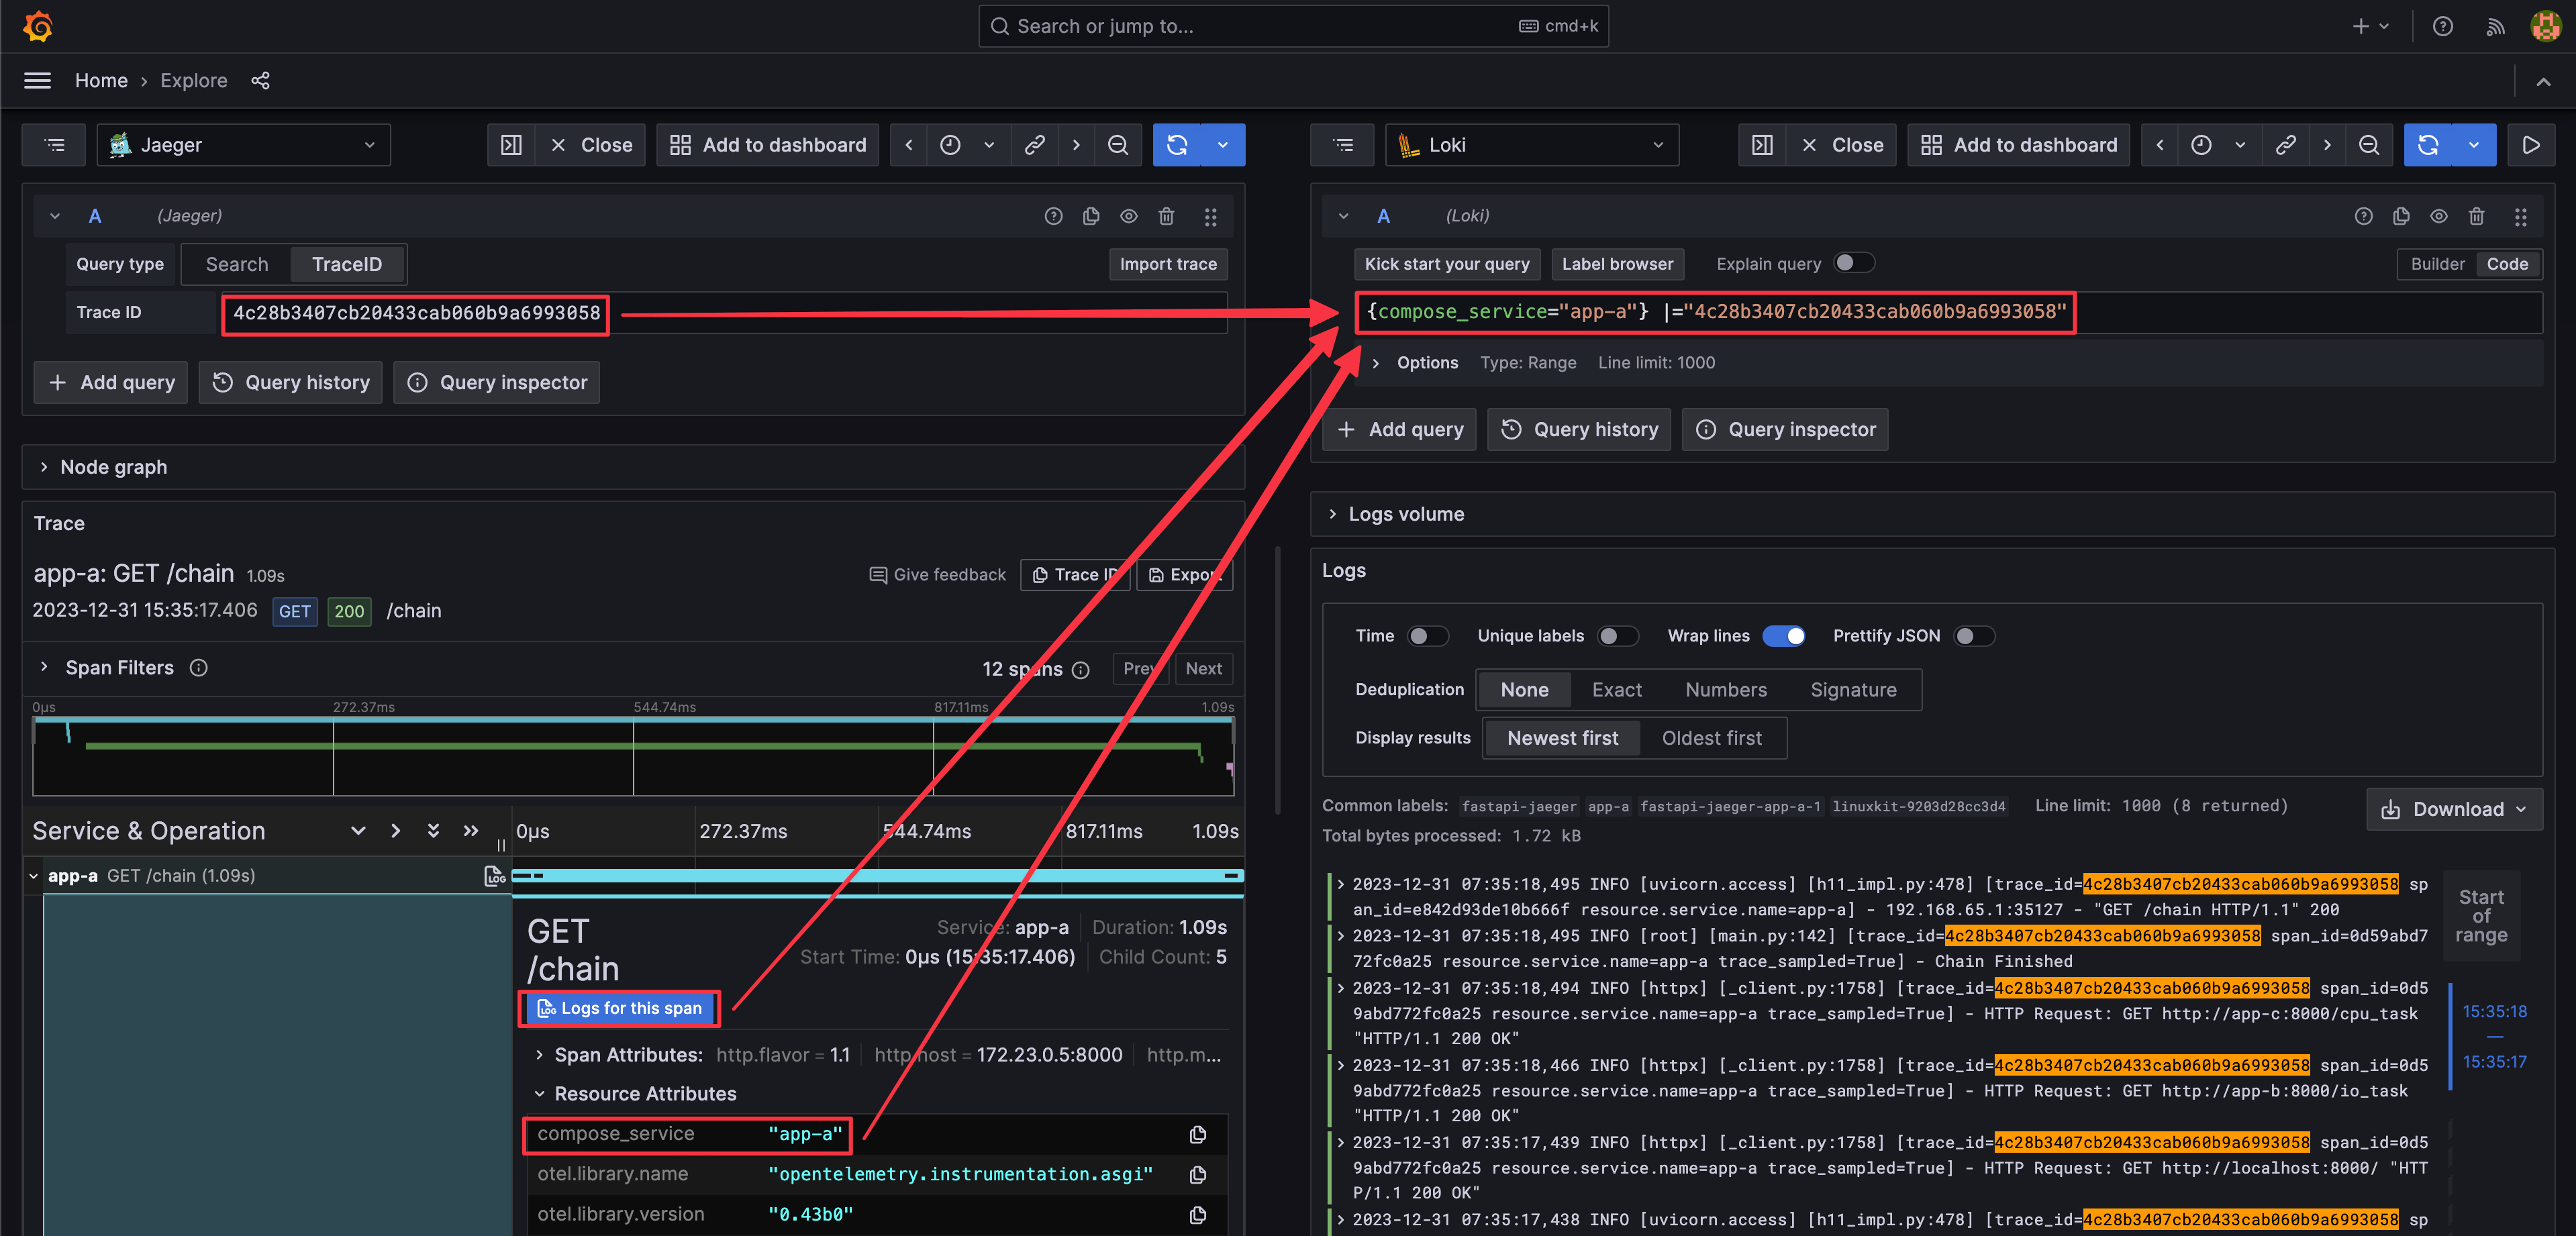 Search or jump to...
cmd+k
Home › Explore
Jaeger
Close
Add to dashboard
A (Jaeger)
Query type Search TraceID Import trace
Trace ID 4c28b3407cb20433cab060b9a6993058
+ Add query Query history Query inspector
Node graph
Trace
app-a: GET /chain 1.09s
Give feedback Trace ID Export
2023-12-31 15:35:17.406 GET 200 /chain
Span Filters 12 spans Prev Next
0μs 272.37ms 544.74ms 817.11ms 1.09s
Service & Operation 0μs 272.37ms 544.74ms 817.11ms 1.09s
app-a GET /chain (1.09s) LOG
GET
/chain
Service: app-a Duration: 1.09s
Start Time: 0μs (15:35:17.406) Child Count: 5
LOG Logs for this span
Span Attributes: http.flavor = 1.1 http.host = 172.23.0.5:8000 http.m...
Resource Attributes
compose_service "app-a"
otel.library.name "opentelemetry.instrumentation.asgi"
otel.library.version "0.43b0"
Loki
Close
Add to dashboard
A (Loki)
Kick start your query Label browser Explain query Builder Code
{compose_service="app-a"} |="4c28b3407cb20433cab060b9a6993058"
Options Type: Range Line limit: 1000
+ Add query Query history Query inspector
Logs volume
Logs
Time Unique labels Wrap lines Prettify JSON
Deduplication None Exact Numbers Signature
Display results Newest first Oldest first
Common labels: fastapi-jaeger app-a fastapi-jaeger-app-a-1 linuxkit-9203d28cc3d4 Line limit: 1000 (8 returned)
Total bytes processed: 1.72 kB
Download
2023-12-31 07:35:18,495 INFO [uvicorn.access] [h11_impl.py:478] [trace_id=4c28b3407cb20433cab060b9a6993058 sp
an_id=e842d93de10b666f resource.service.name=app-a] - 192.168.65.1:35127 - "GET /chain HTTP/1.1" 200
2023-12-31 07:35:18,495 INFO [root] [main.py:142] [trace_id=4c28b3407cb20433cab060b9a6993058 span_id=0d59abd7
72fc0a25 resource.service.name=app-a trace_sampled=True] - Chain Finished
2023-12-31 07:35:18,494 INFO [httpx] [_client.py:1758] [trace_id=4c28b3407cb20433cab060b9a6993058 span_id=0d5
9abd772fc0a25 resource.service.name=app-a trace_sampled=True] - HTTP Request: GET http://app-c:8000/cpu_task
"HTTP/1.1 200 OK"
2023-12-31 07:35:18,466 INFO [httpx] [_client.py:1758] [trace_id=4c28b3407cb20433cab060b9a6993058 span_id=0d5
9abd772fc0a25 resource.service.name=app-a trace_sampled=True] - HTTP Request: GET http://app-b:8000/io_task
"HTTP/1.1 200 OK"
2023-12-31 07:35:17,439 INFO [httpx] [_client.py:1758] [trace_id=4c28b3407cb20433cab060b9a6993058 span_id=0d5
9abd772fc0a25 resource.service.name=app-a trace_sampled=True] - HTTP Request: GET http://localhost:8000/ "HTT
P/1.1 200 OK"
2023-12-31 07:35:17,438 INFO [uvicorn.access] [h11_impl.py:478] [trace_id=4c28b3407cb20433cab060b9a6993058 sp
Start
of
range
15:35:18
—
15:35:17